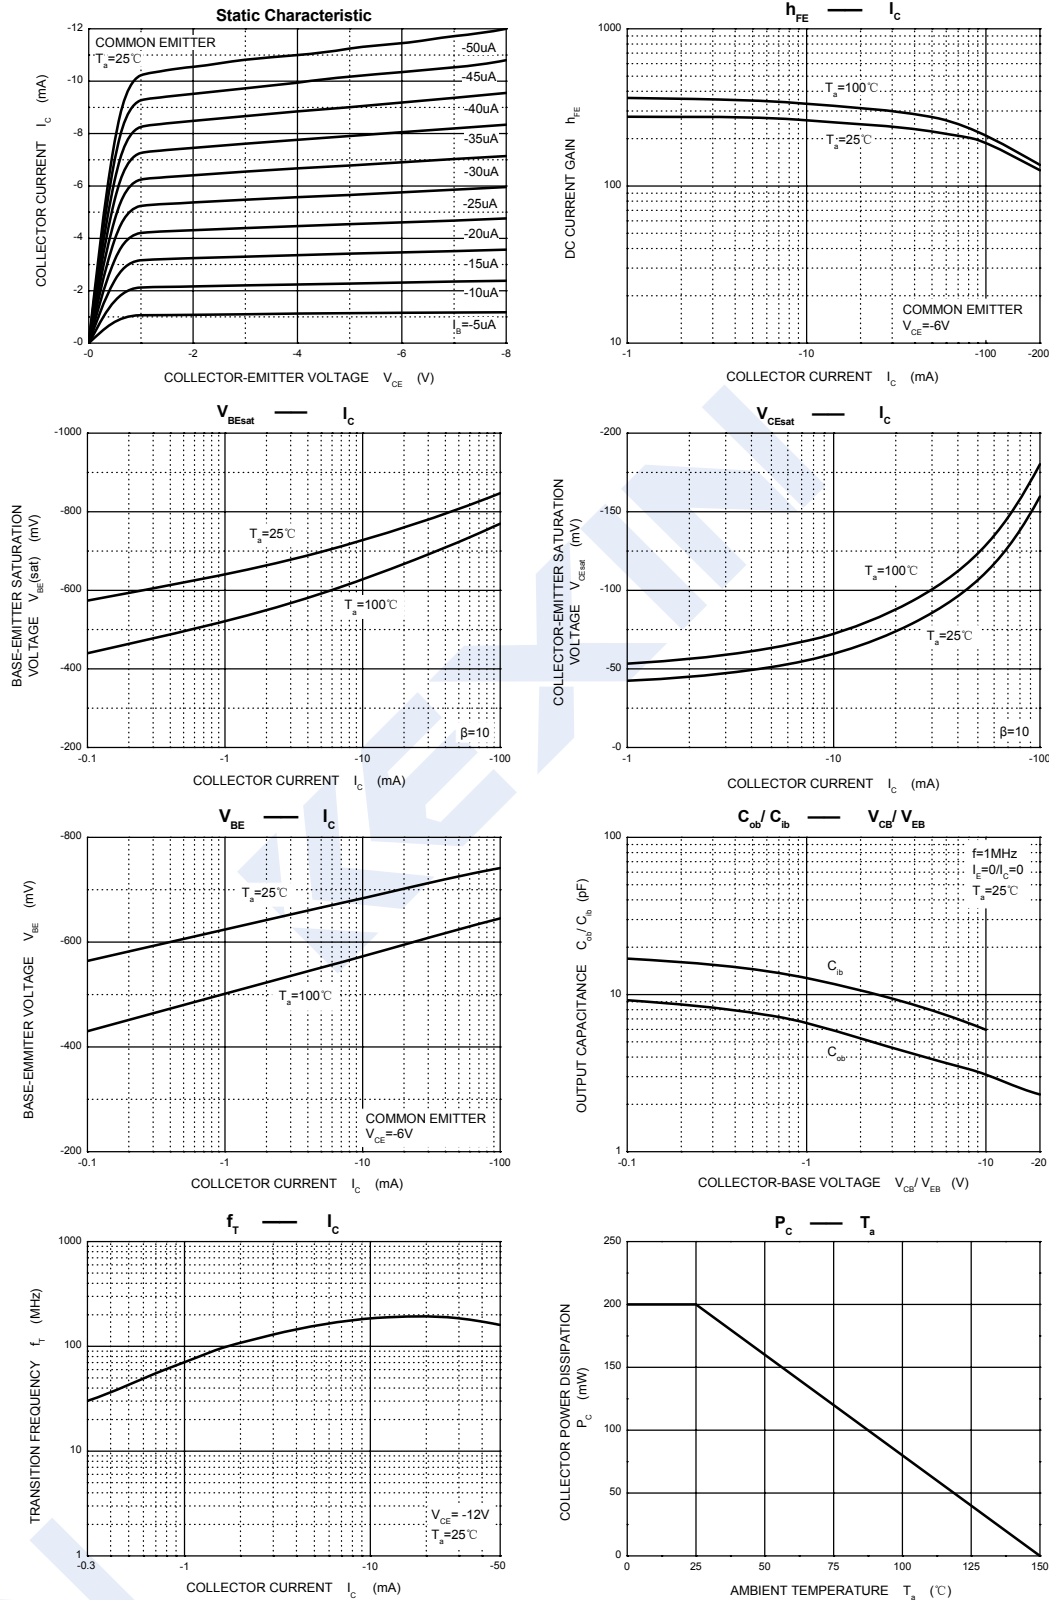 Static Characteristic
COMMON EMITTER
Ta=25℃
-50uA
-45uA
-40uA
-35uA
-30uA
-25uA
-20uA
-15uA
-10uA
IB=-5uA
-12
-10
-8
-6
-4
-2
-0
-0 -2 -4 -6 -8
COLLECTOR CURRENT IC (mA)
COLLECTOR-EMITTER VOLTAGE VCE (V)
hFE —— IC
1000
100
10
Ta=100℃
Ta=25℃
COMMON EMITTER
VCE=-6V
-1 -10 -100 -200
DC CURRENT GAIN hFE
COLLECTOR CURRENT IC (mA)
VBEsat —— IC
-1000
-800
-600
-400
-200
Ta=25℃
Ta=100℃
β=10
-0.1 -1 -10 -100
BASE-EMITTER SATURATION
VOLTAGE VBE(sat) (mV)
COLLECTOR CURRENT IC (mA)
VCEsat —— IC
-200
-150
-100
-50
-0
Ta=100℃
Ta=25℃
β=10
-1 -10 -100
COLLECTOR-EMITTER SATURATION
VOLTAGE VCEsat (mV)
COLLECTOR CURRENT IC (mA)
VBE —— IC
-800
-600
-400
-200
Ta=25℃
Ta=100℃
COMMON EMITTER
VCE=-6V
-0.1 -1 -10 -100
BASE-EMMITER VOLTAGE VBE (mV)
COLLCETOR CURRENT IC (mA)
Cob/ Cib —— VCB/ VEB
100
10
1
f=1MHz
IE=0/IC=0
Ta=25℃
Cib
Cob
-0.1 -1 -10 -20
OUTPUT CAPACITANCE Cob/ Cib (pF)
COLLECTOR-BASE VOLTAGE VCB/ VEB (V)
fT —— IC
1000
100
10
1
VCE= -12V
Ta=25℃
-0.3 -1 -10 -50
TRANSITION FREQUENCY fT (MHz)
COLLECTOR CURRENT IC (mA)
PC —— Ta
250
200
150
100
50
0
0 25 50 75 100 125 150
COLLECTOR POWER DISSIPATION
PC (mW)
AMBIENT TEMPERATURE Ta (℃)
KEXIN